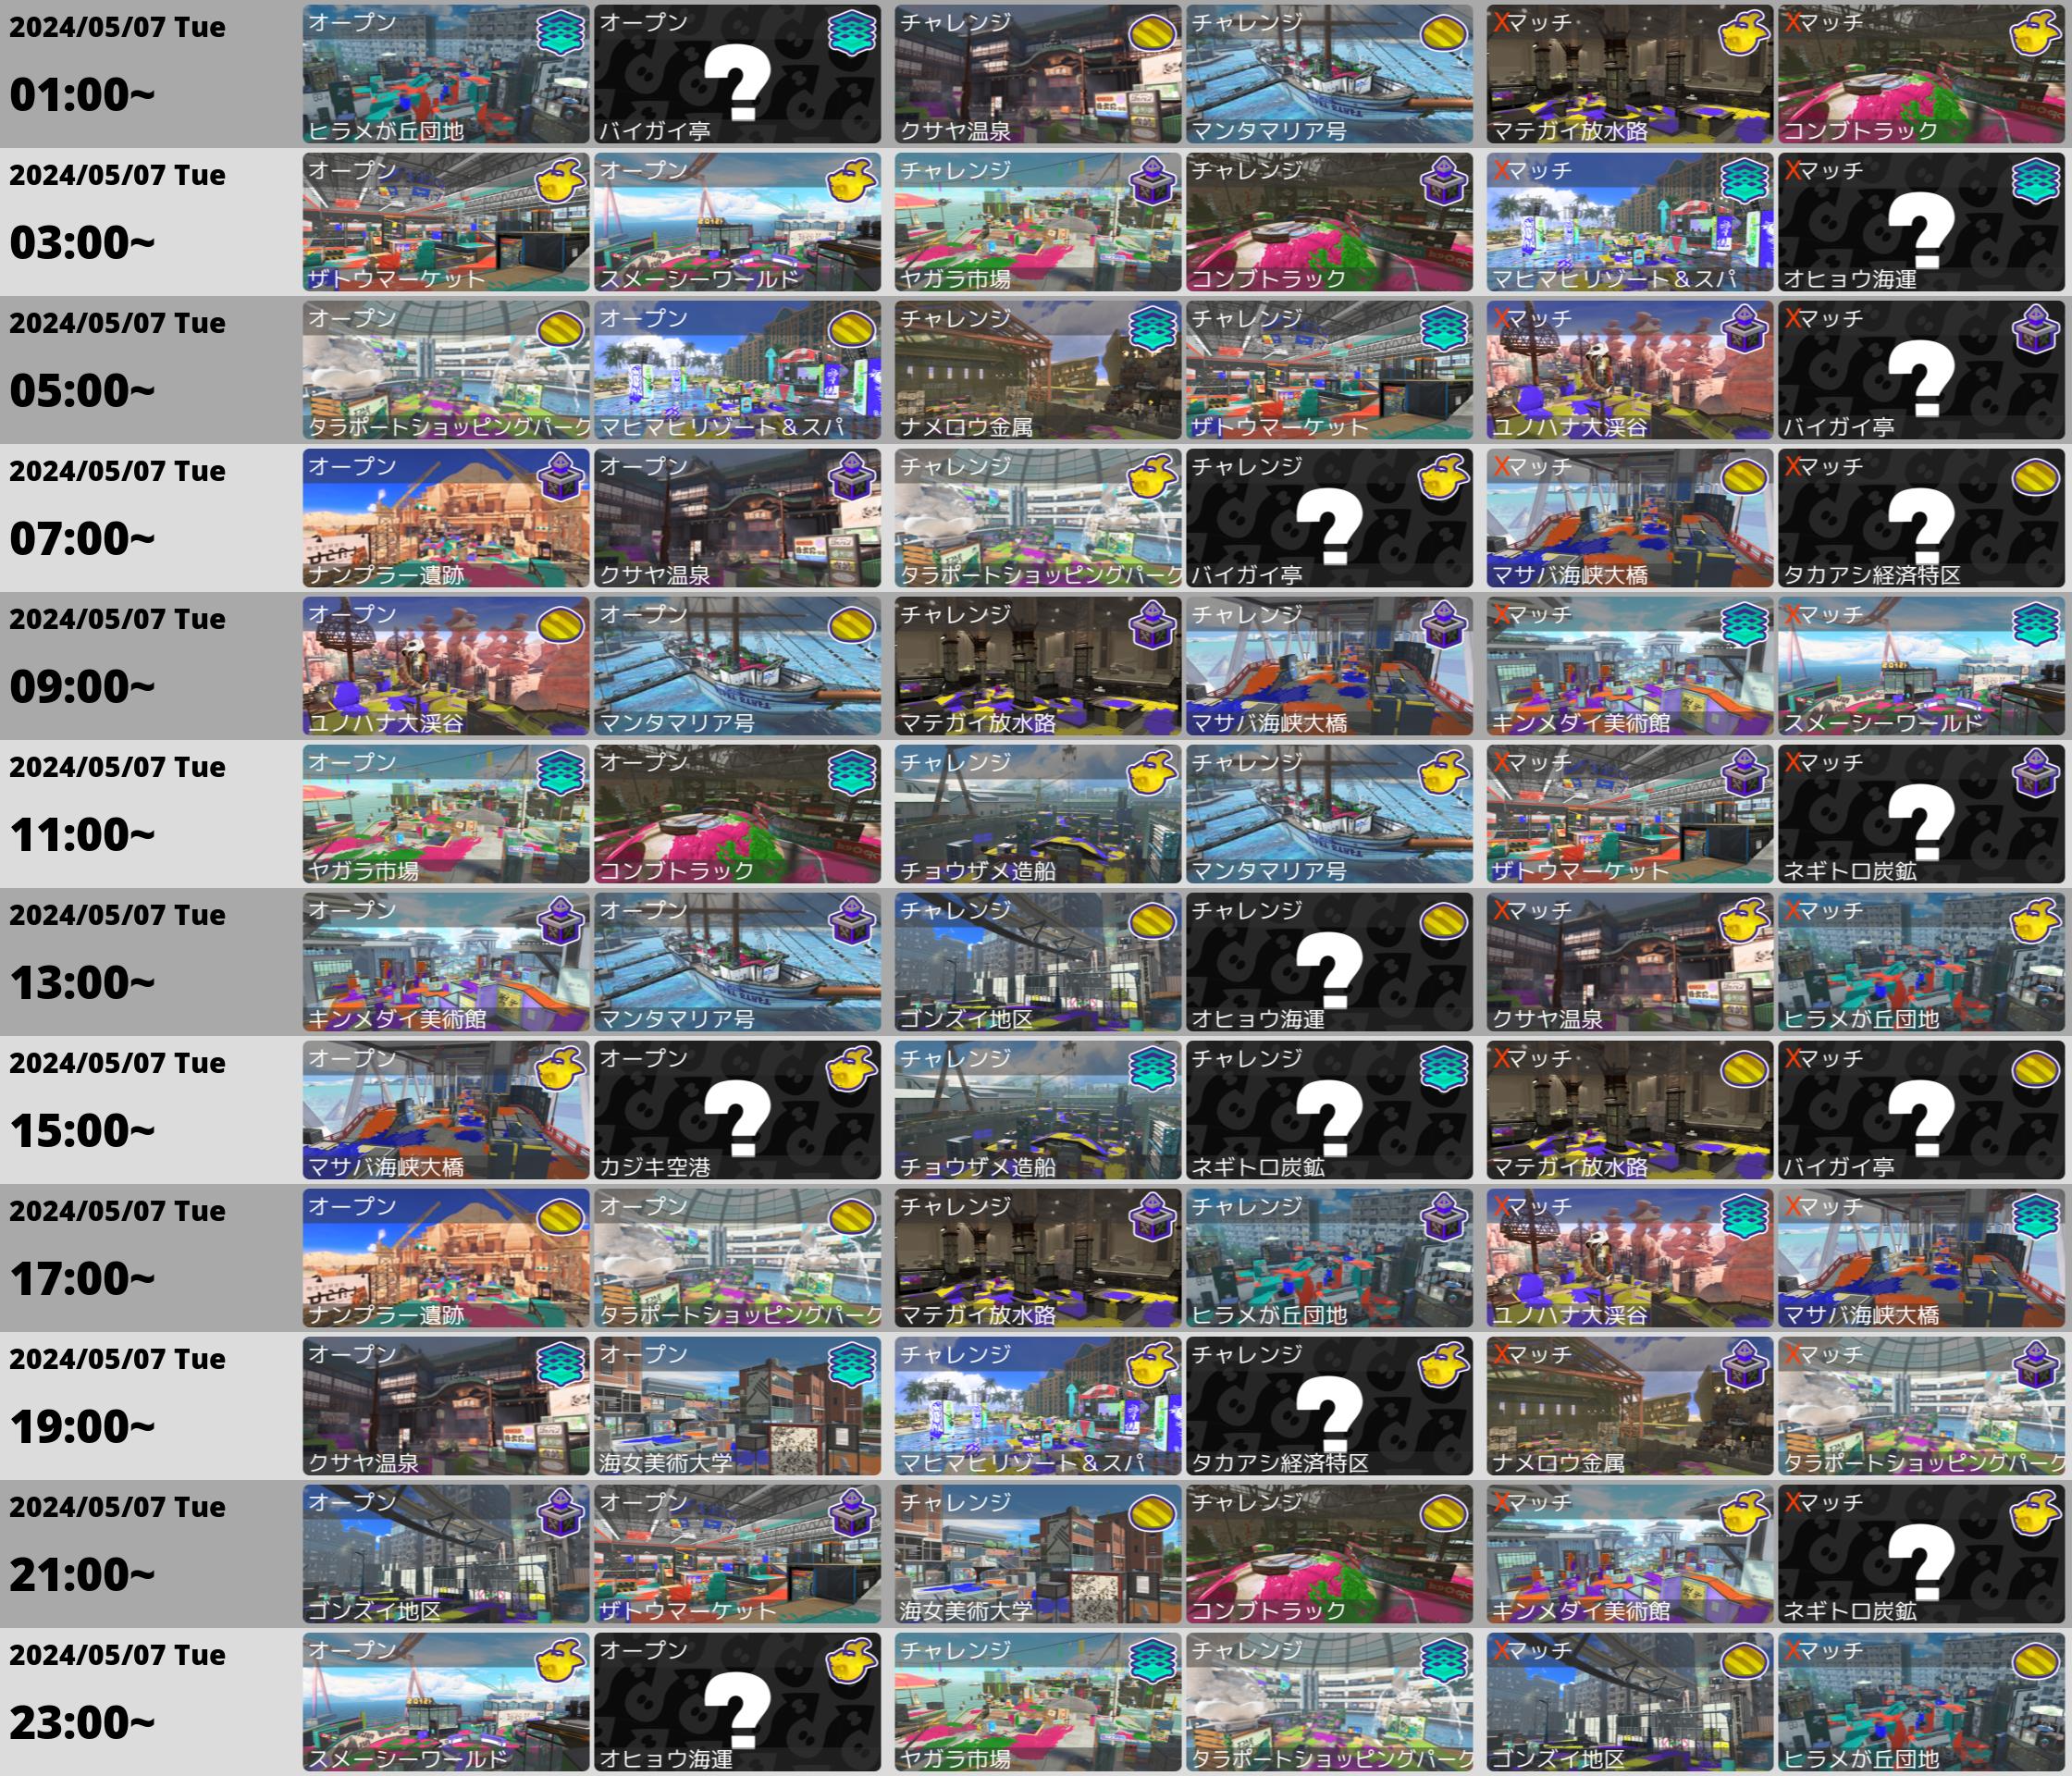 2024/05/07 Tue
01:00~
オープン オープン チャレンジ チャレンジ Xマッチ Xマッチ
ヒラメが丘団地 バイガイ亭 クサヤ温泉 マンタマリア号 マテガイ放水路 コンブトラック
2024/05/07 Tue
03:00~
オープン オープン チャレンジ チャレンジ Xマッチ Xマッチ
ザトウマーケット スメーシーワールド ヤガラ市場 コンブトラック マヒマヒリゾート&スパ オヒョウ海運
2024/05/07 Tue
05:00~
オープン オープン チャレンジ チャレンジ Xマッチ Xマッチ
タラポートショッピングパーク マヒマヒリゾート&スパ ナメロウ金属 ザトウマーケット ユノハナ大渓谷 バイガイ亭
2024/05/07 Tue
07:00~
オープン オープン チャレンジ チャレンジ Xマッチ Xマッチ
ナンプラー遺跡 クサヤ温泉 タラポートショッピングパーク バイガイ亭 マサバ海峡大橋 タカアシ経済特区
2024/05/07 Tue
09:00~
オープン オープン チャレンジ チャレンジ Xマッチ Xマッチ
ユノハナ大渓谷 マンタマリア号 マテガイ放水路 マサバ海峡大橋 キンメダイ美術館 スメーシーワールド
2024/05/07 Tue
11:00~
オープン オープン チャレンジ チャレンジ Xマッチ Xマッチ
ヤガラ市場 コンブトラック チョウザメ造船 マンタマリア号 ザトウマーケット ネギトロ炭鉱
2024/05/07 Tue
13:00~
オープン オープン チャレンジ チャレンジ Xマッチ Xマッチ
キンメダイ美術館 マンタマリア号 ゴンズイ地区 オヒョウ海運 クサヤ温泉 ヒラメが丘団地
2024/05/07 Tue
15:00~
オープン オープン チャレンジ チャレンジ Xマッチ Xマッチ
マサバ海峡大橋 カジキ空港 チョウザメ造船 ネギトロ炭鉱 マテガイ放水路 バイガイ亭
2024/05/07 Tue
17:00~
オープン オープン チャレンジ チャレンジ Xマッチ Xマッチ
ナンプラー遺跡 タラポートショッピングパーク マテガイ放水路 ヒラメが丘団地 ユノハナ大渓谷 マサバ海峡大橋
2024/05/07 Tue
19:00~
オープン オープン チャレンジ チャレンジ Xマッチ Xマッチ
クサヤ温泉 海女美術大学 マヒマヒリゾート&スパ タカアシ経済特区 ナメロウ金属 タラポートショッピングパーク
2024/05/07 Tue
21:00~
オープン オープン チャレンジ チャレンジ Xマッチ Xマッチ
ゴンズイ地区 ザトウマーケット 海女美術大学 コンブトラック キンメダイ美術館 ネギトロ炭鉱
2024/05/07 Tue
23:00~
オープン オープン チャレンジ チャレンジ Xマッチ Xマッチ
スメーシーワールド オヒョウ海運 ヤガラ市場 タラポートショッピングパーク ゴンズイ地区 ヒラメが丘団地